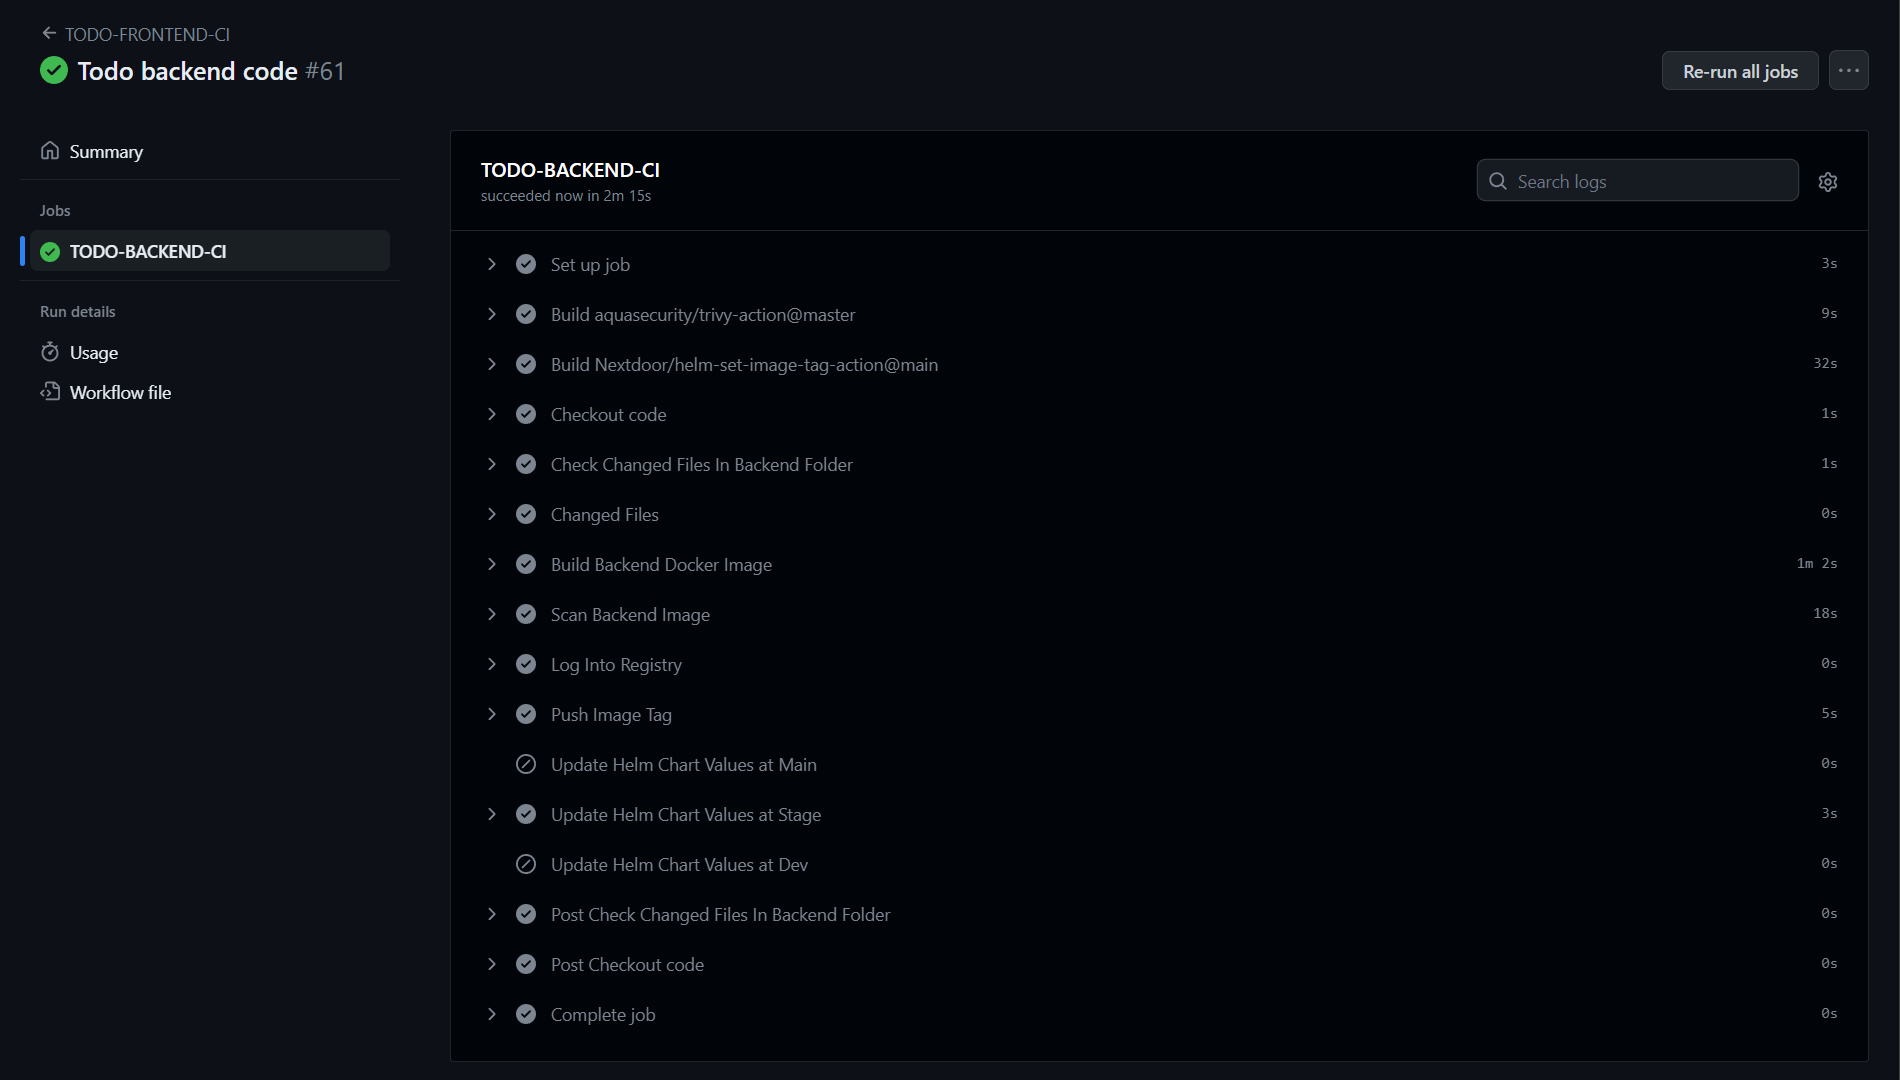 TODO-FRONTEND-CI
Todo backend code #61
Re-run all jobs
Summary
Jobs
TODO-BACKEND-CI
Run details
Usage
Workflow file
TODO-BACKEND-CI
succeeded now in 2m 15s
Search logs
Set up job 3s
Build aquasecurity/trivy-action@master 9s
Build Nextdoor/helm-set-image-tag-action@main 32s
Checkout code 1s
Check Changed Files In Backend Folder 1s
Changed Files 0s
Build Backend Docker Image 1m 2s
Scan Backend Image 18s
Log Into Registry 0s
Push Image Tag 5s
Update Helm Chart Values at Main 0s
Update Helm Chart Values at Stage 3s
Update Helm Chart Values at Dev 0s
Post Check Changed Files In Backend Folder 0s
Post Checkout code 0s
Complete job 0s